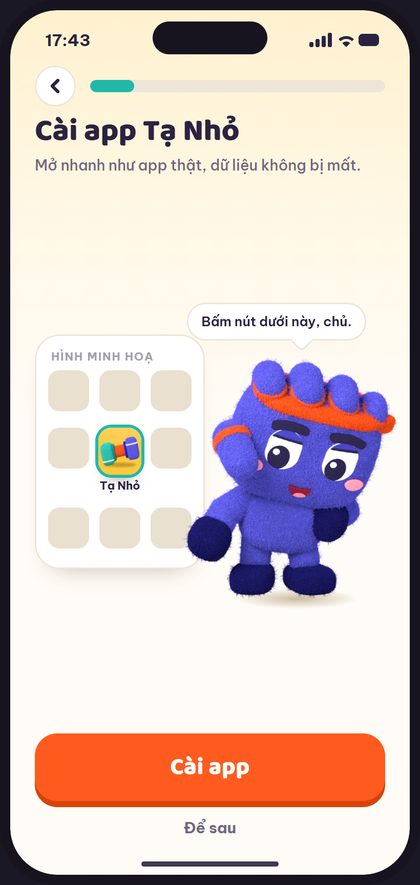 17:43
Cài app Tạ Nhỏ
Mở nhanh như app thật, dữ liệu không bị mất.
Bấm nút dưới này, chủ.
HÌNH MINH HOẠ
Tạ Nhỏ
Cài app
Để sau